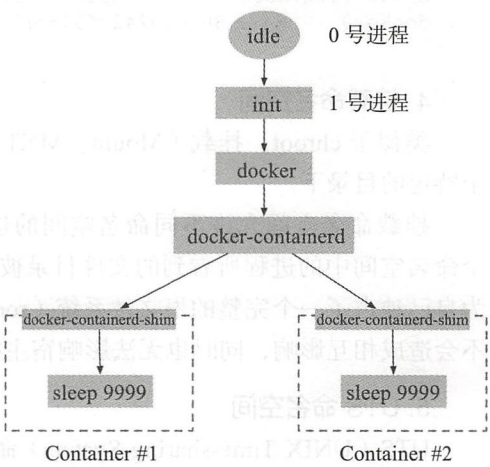 idle 0 号进程
init 1 号进程
docker
docker-containerd
docker-containerd-shim docker-containerd-shim
sleep 9999 sleep 9999
Container #1 Container #2